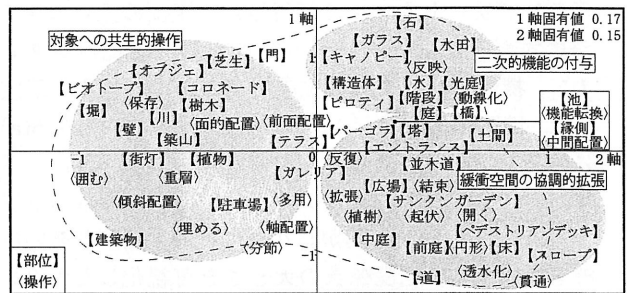 1軸
【石】
1軸固有値 0.17
2軸固有値 0.15
対象への共生的操作
【ガラス】
【水田】
【オブジェ】
【芝生】
【門】
1
【キャノピー】
〈反映〉
二次的機能の付与
【ビオトープ】
【コロネード】
【構造体】
【水】
【光庭】
〈保存〉
【樹木】
【ピロティ】
【階段】
〈動線化〉
【堀】
【川】
【庭】
【橋】
【池】
〈機能転換〉
【縁側】
〈中間配置〉
【壁】
〈面的配置〉
〈前面配置〉
【パーゴラ】
【塔】
【土間】
【築山】
【テラス】
【エントランス】
-1
【街灯】
【植物】
0
〈反復〉
【並木道】
1
2軸
〈囲む〉
〈重層〉
【ガレリア】
緩衝空間の協調的拡張
〈傾斜配置〉
【駐車場】
〈多用〉
〈拡張〉
【広場】
〈結束〉
【サンクンガーデン】
〈植樹〉
〈起伏〉
〈開く〉
【建築物】
〈埋める〉
〈軸配置〉
【中庭】
【ペデストリアンデッキ】
〈分節〉
【前庭】
〈円形〉
【床】
【スロープ】
【部位】
〈操作〉
-1
【道】
〈透水化〉
〈貫通〉